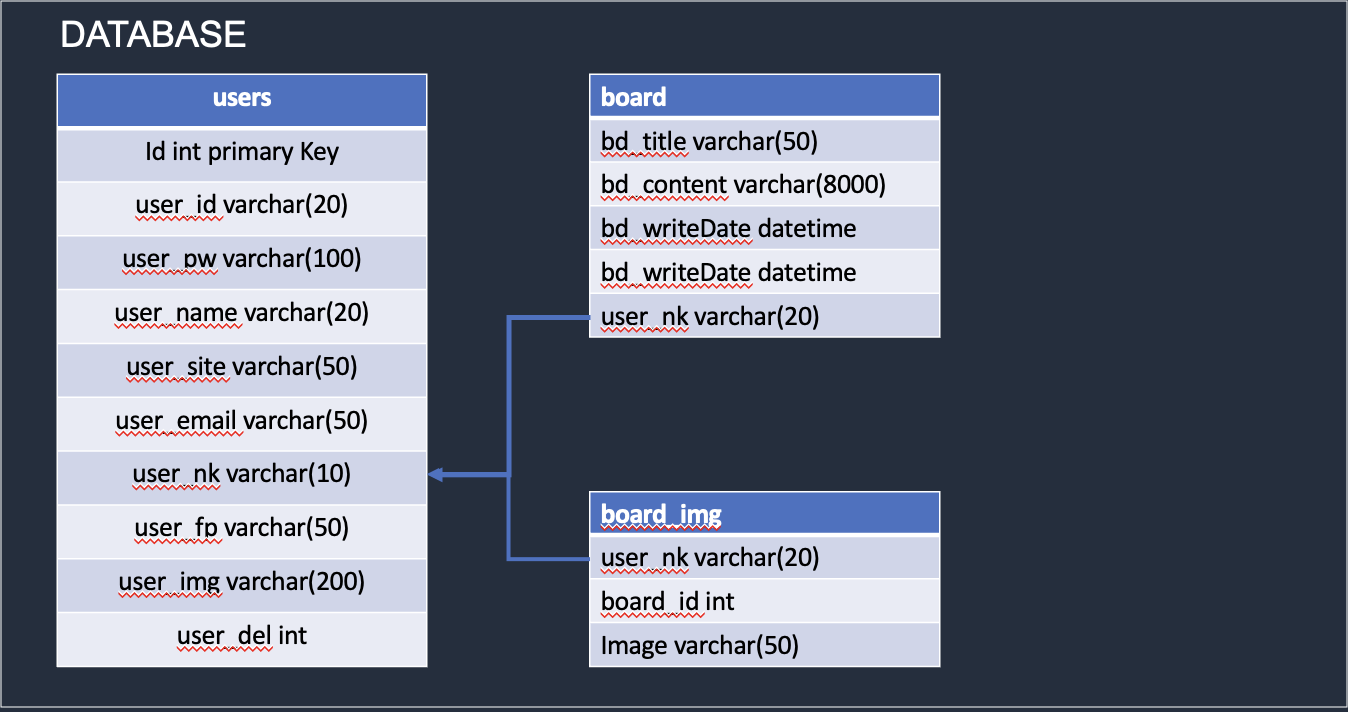 DATABASE
users
Id int primary Key
user_id varchar(20)
user_pw varchar(100)
user_name varchar(20)
user_site varchar(50)
user_email varchar(50)
user_nk varchar(10)
user_fp varchar(50)
user_img varchar(200)
user_del int
board
bd_title varchar(50)
bd_content varchar(8000)
bd_writeDate datetime
bd_writeDate datetime
user_nk varchar(20)
board_img
user_nk varchar(20)
board_id int
Image varchar(50)